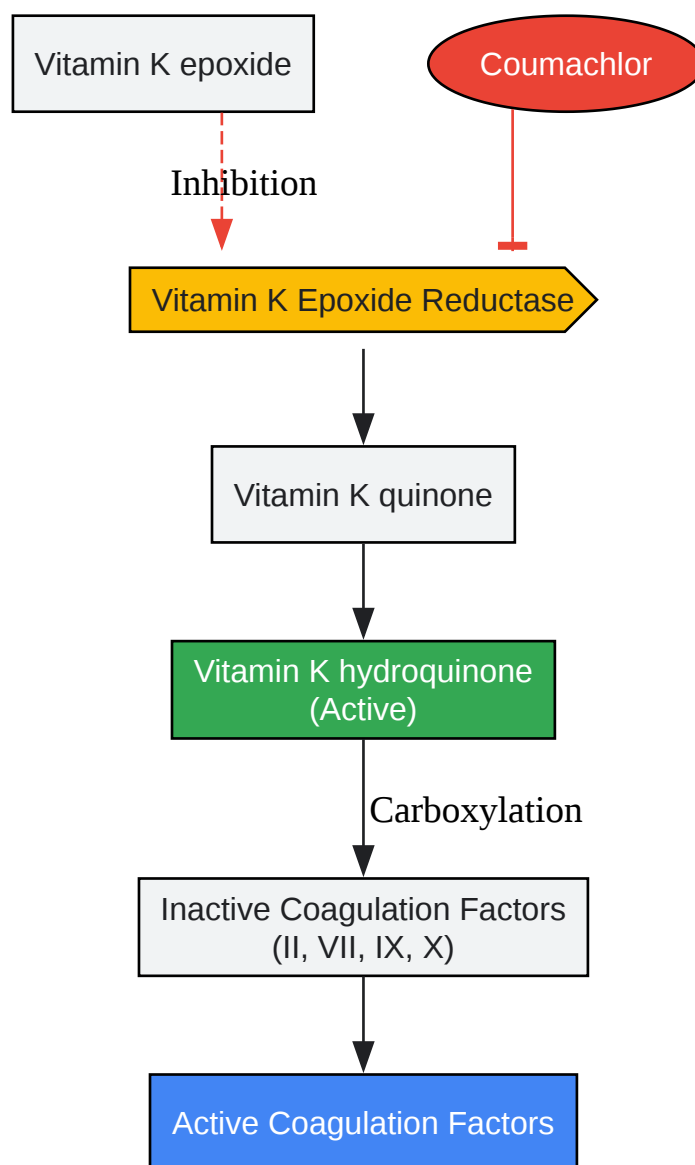 Vitamin K epoxide
Coumachlor
Inhibition
Vitamin K Epoxide Reductase
Vitamin K quinone
Vitamin K hydroquinone
(Active)
Carboxylation
Inactive Coagulation Factors
(II, VII, IX, X)
Active Coagulation Factors